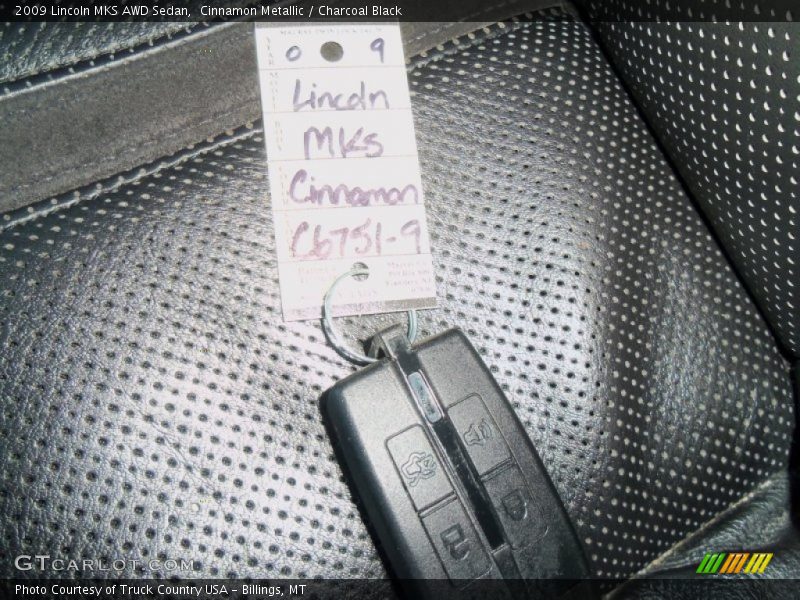 2009 Lincoln MKS AWD Sedan,  Cinnamon Metallic / Charcoal Black
0 9
Lincoln
MKS
Cinnamon
C6751-9
GTCARLOT.COM
Photo Courtesy of Truck Country USA - Billings, MT